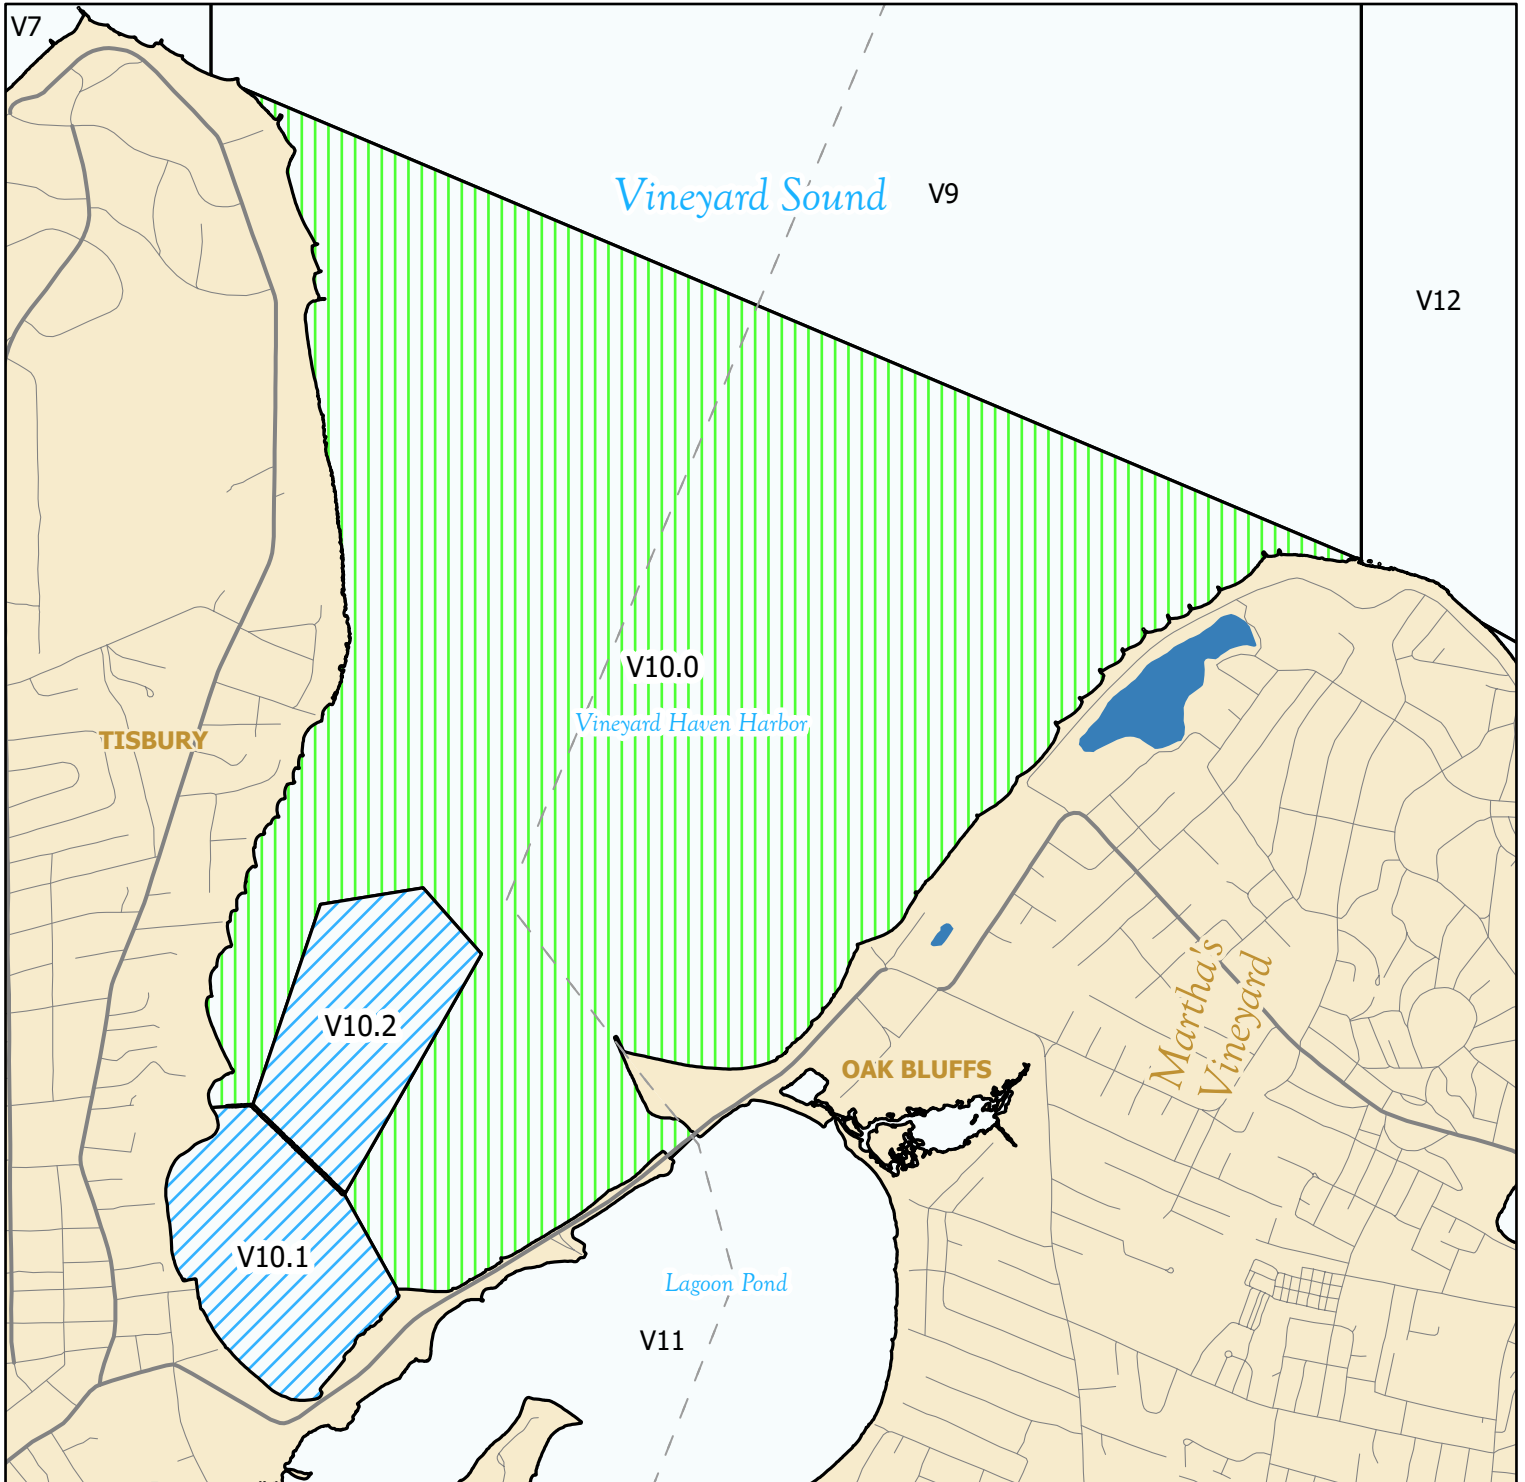 V7
Vineyard Sound
V9
V12
V10.0
Vineyard Haven Harbor
TISBURY
V10.2
Martha's
Vineyard
OAK BLUFFS
V10.1
Lagoon Pond
V11